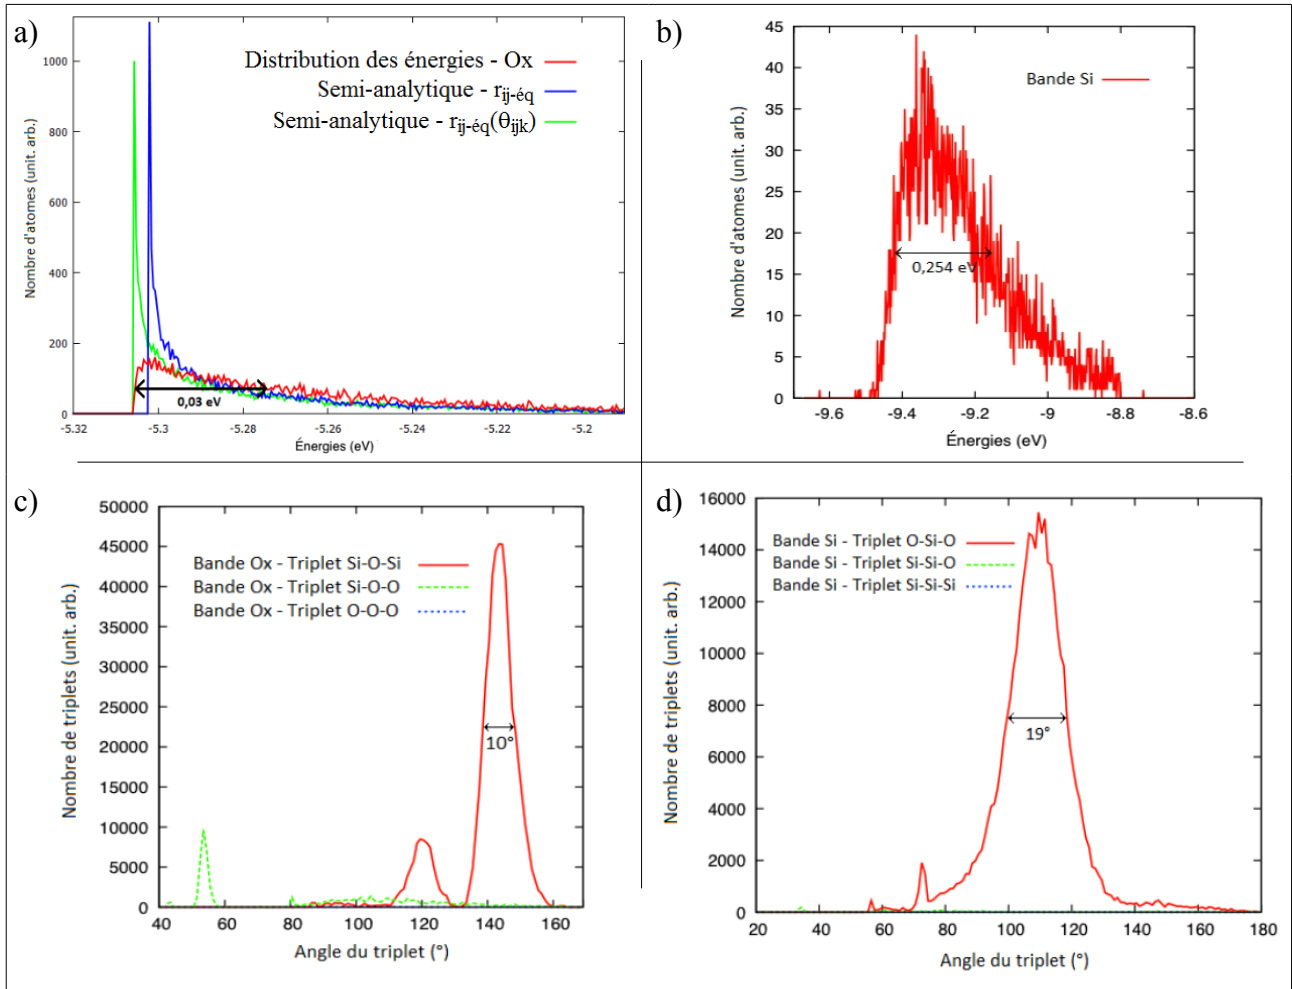 a)
Distribution des énergies - Ox
Semi-analytique - rij-éq
Semi-analytique - rij-éq(θijk)
Nombre d'atomes (unit. arb.)
1000
800
600
400
200
0
0,03 eV
-5.32 -5.3 -5.28 -5.26 -5.24 -5.22 -5.2
Énergies (eV)
b)
Bande Si
Nombre d'atomes (unit. arb.)
45
40
35
30
25
20
15
10
5
0
0,254 eV
-9.6 -9.4 -9.2 -9 -8.8 -8.6
Énergies (eV)
c)
Bande Ox - Triplet Si-O-Si
Bande Ox - Triplet Si-O-O
Bande Ox - Triplet O-O-O
Nombre de triplets (unit. arb.)
50000
45000
40000
35000
30000
25000
20000
15000
10000
5000
0
10°
40 60 80 100 120 140 160
Angle du triplet (°)
d)
Bande Si - Triplet O-Si-O
Bande Si - Triplet Si-Si-O
Bande Si - Triplet Si-Si-Si
Nombre de triplets (unit. arb.)
16000
14000
12000
10000
8000
6000
4000
2000
0
19°
20 40 60 80 100 120 140 160 180
Angle du triplet (°)